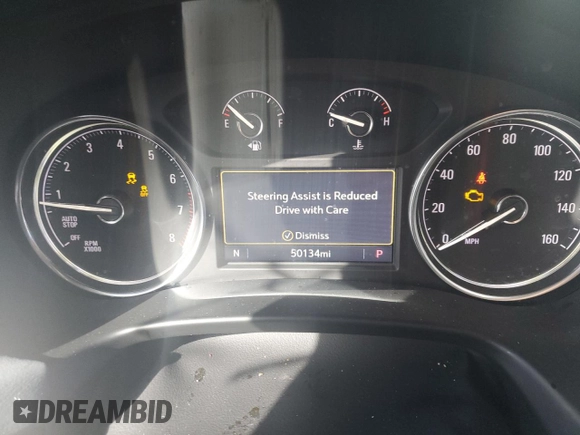 E F
C H
1 2 3 4 5 6 7 8
AUTO
STOP
OFF
RPM
X1000
Steering Assist is Reduced
Drive with Care
Dismiss
N 50134mi P
0 20 40 60 80 100 120 140 160
MPH
DREAMBID